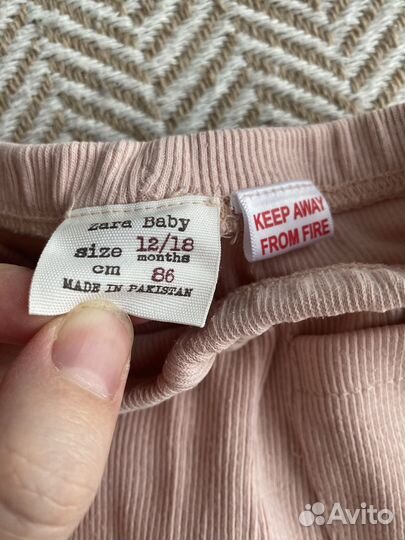 Zara Baby
size 12/18
months
cm 86
MADE IN PAKISTAN
KEEP AWAY
FROM FIRE
Avito